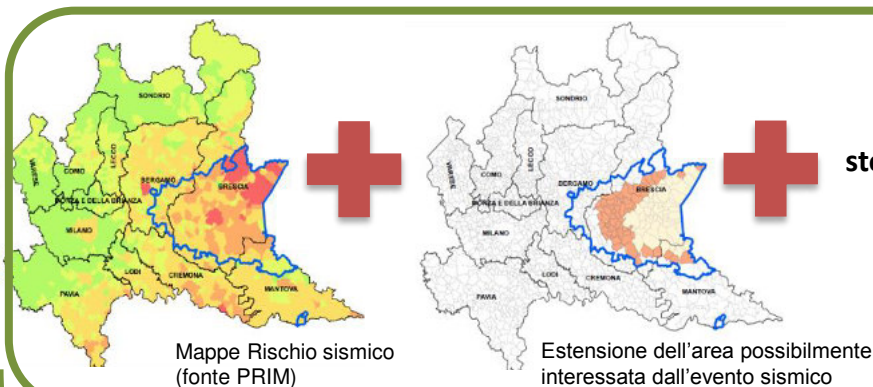 SONDRIO
VARESE
COMO
LECCO
BERGAMO
BRESCIA
MONZA E DELLA BRIANZA
MILANO
LODI
CREMONA
PAVIA
MANTOVA
Mappe Rischio sismico
(fonte PRIM)
SONDRIO
VARESE
COMO
LECCO
BERGAMO
BRESCIA
MONZA E DELLA BRIANZA
MILANO
LODI
CREMONA
PAVIA
MANTOVA
Estensione dell'area possibilmente
interessata dall'evento sismico